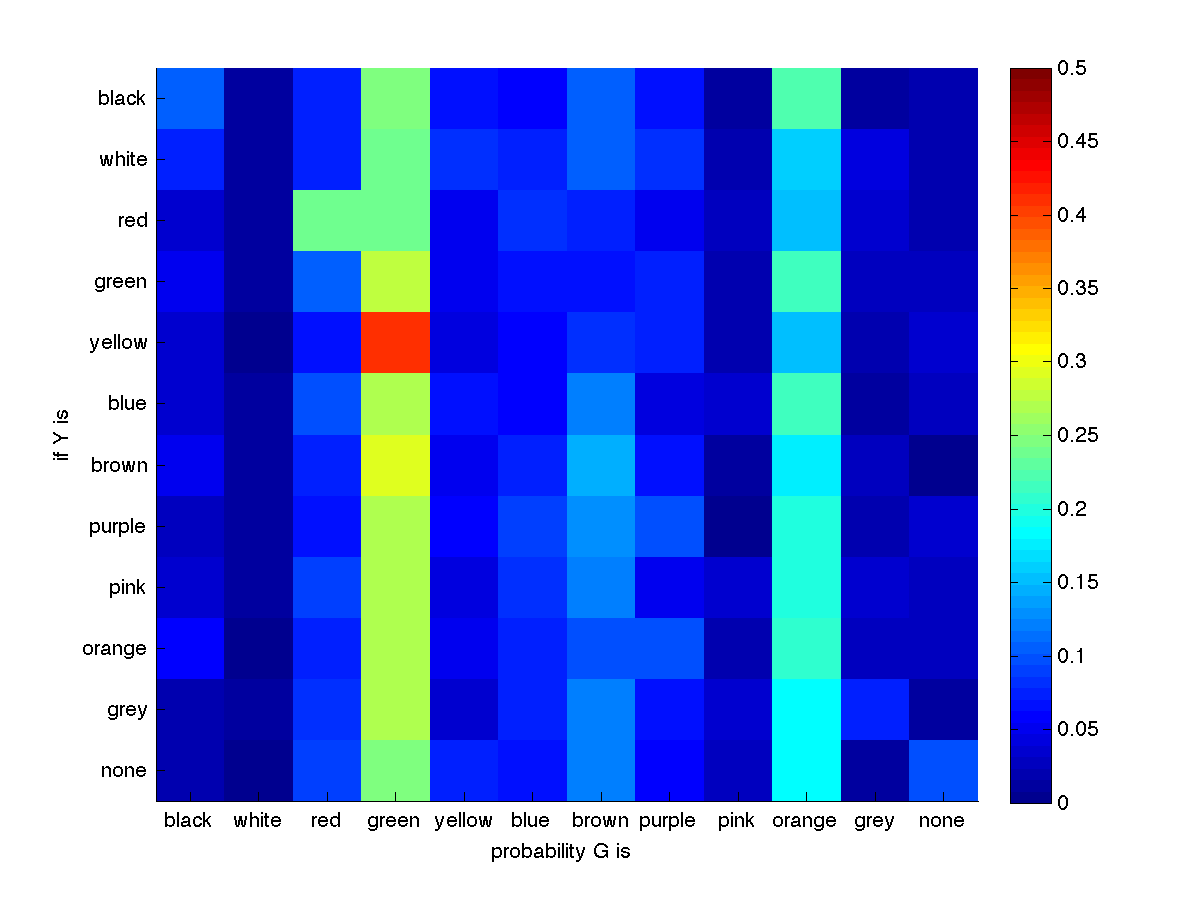 black
white
red
green
yellow
blue
brown
purple
pink
orange
grey
none
if Y is
black white red green yellow blue brown purple pink orange grey none
probability G is
0.5
0.45
0.4
0.35
0.3
0.25
0.2
0.15
0.1
0.05
0